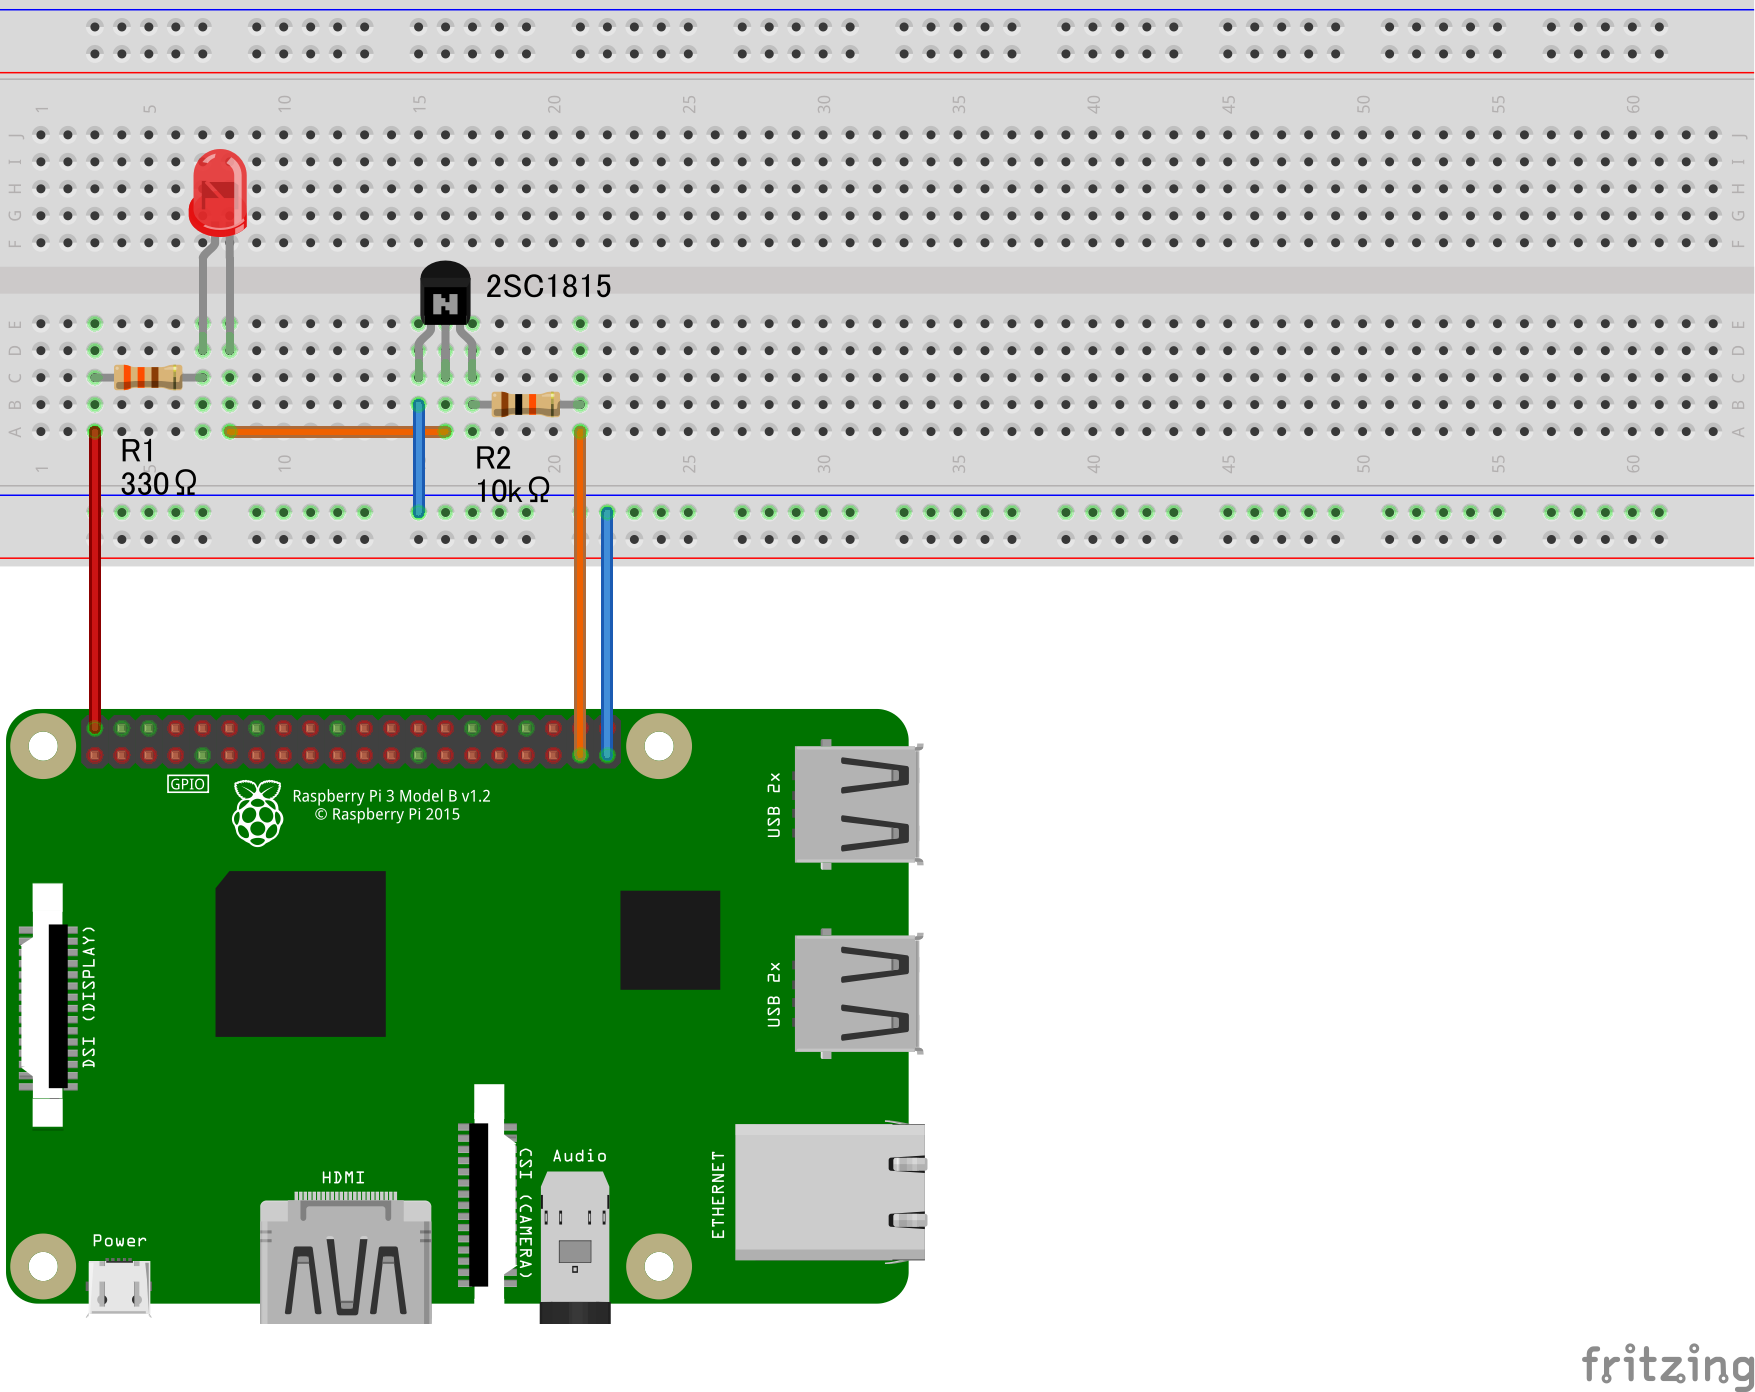 1 5 10 15 20 25 30 35 40 45 50 55 60
J J
I I
H H
G G
F F
2SC1815
E E
D D
C C
B B
A A
R1
330Ω
R2
10kΩ
1 5 10 20 25 30 35 40 45 50 55 60
GPIO
Raspberry Pi 3 Model B v1.2
© Raspberry Pi 2015
USB 2x
DSI (DISPLAY)
USB 2x
HDMI
CSI (CAMERA)
Audio
ETHERNET
Power
fritzing